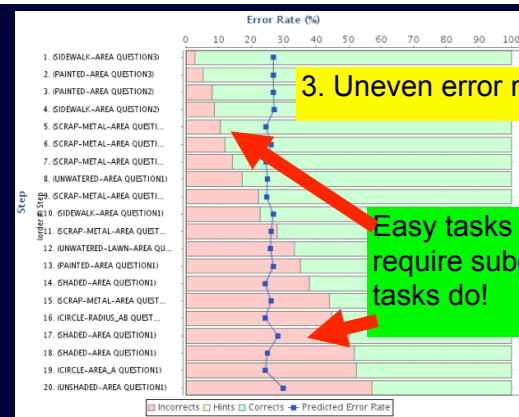 Error Rate (%)
0 10 20 30 40 50 60 70 80 90 100
1. (SIDEWALK-AREA QUESTION3)
2. (PAINTED-AREA QUESTION3)
3. (PAINTED-AREA QUESTION2)
4. (SIDEWALK-AREA QUESTION2)
5. (SCRAP-METAL-AREA QUESTI...
6. (SCRAP-METAL-AREA QUESTI...
7. (SCRAP-METAL-AREA QUESTI...
8. (UNWATERED-AREA QUESTION1)
9. (SCRAP-METAL-AREA QUESTI...
10. (SIDEWALK-AREA QUESTION1)
11. (SCRAP-METAL-AREA QUEST...
12. (UNWATERED-LAWN-AREA QU...
13. (PAINTED-AREA QUESTION1)
14. (SHADED-AREA QUESTION1)
15. (SCRAP-METAL-AREA QUEST...
16. (CIRCLE-RADIUS_AB QUEST...
17. (SHADED-AREA QUESTION1)
18. (SHADED-AREA QUESTION1)
19. (CIRCLE-AREA_A QUESTION1)
20. (UNSHADED-AREA QUESTION1)
Step
3. Uneven error r
Easy tasks
require sub
tasks do!
Incorrects Hints Corrects Predicted Error Rate